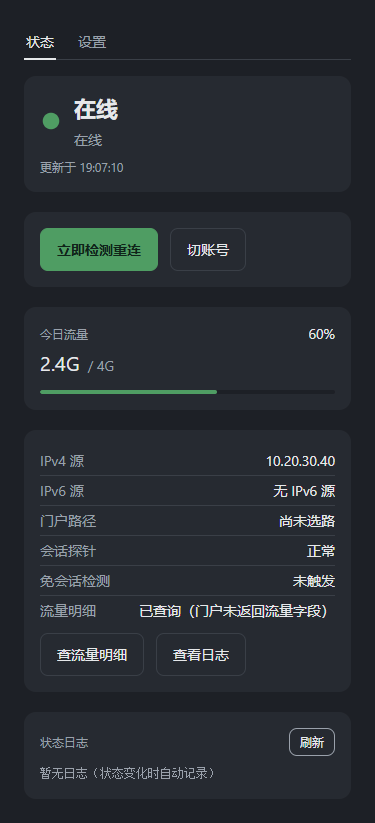 状态 设置
在线
在线
更新于 19:07:10
立即检测重连 切账号
今日流量 60%
2.4G / 4G
IPv4 源 10.20.30.40
IPv6 源 无 IPv6 源
门户路径 尚未选路
会话探针 正常
免会话检测 未触发
流量明细 已查询（门户未返回流量字段）
查流量明细 查看日志
状态日志 刷新
暂无日志（状态变化时自动记录）